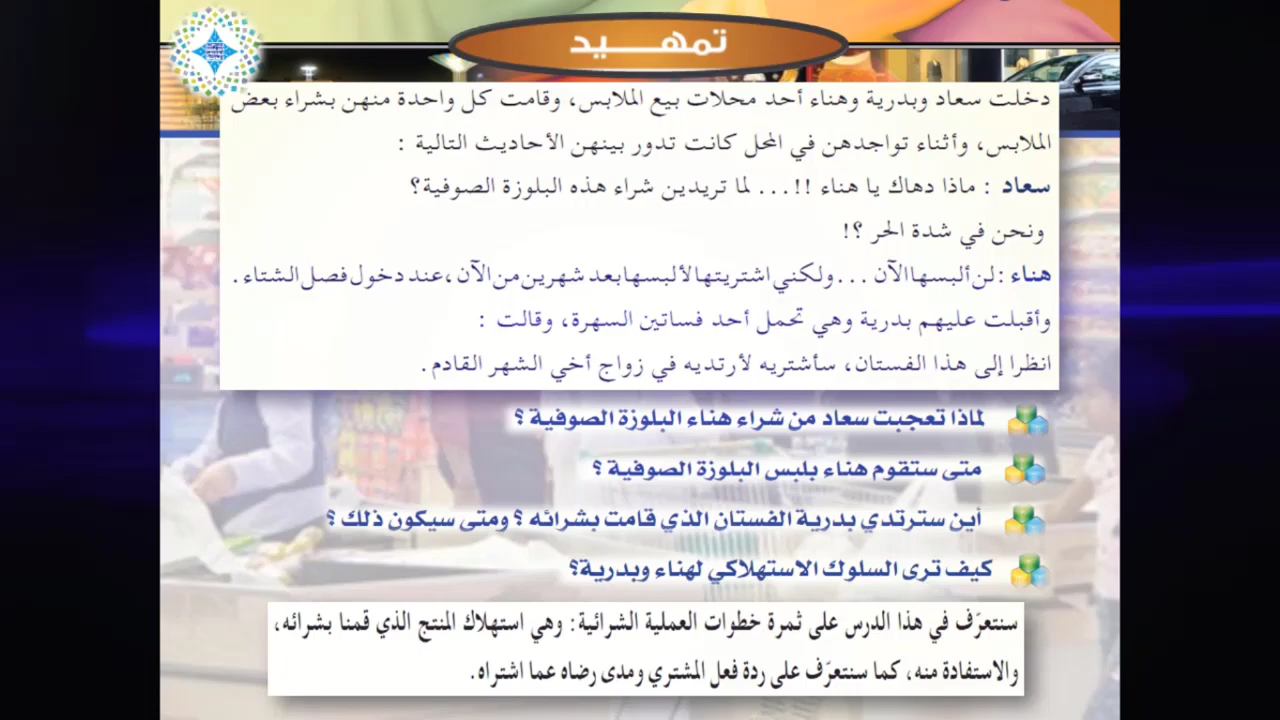 تمهيد
دخلت سعاد وبدرية وهناء أحد محلات بيع الملابس، وقامت كل واحدة منهن بشراء بعض
الملابس، وأثناء تواجدهن في المحل كانت تدور بينهن الأحاديث التالية :
سعاد : ماذا دهاك يا هناء !!... لما تريدين شراء هذه البلوزة الصوفية؟
ونحن في شدة الحر ؟!
هناء : لن ألبسها الآن ... ولكني اشتريتها لألبسها بعد شهرين من الآن ، عند دخول فصل الشتاء .
وأقبلت عليهم بدرية وهي تحمل أحد فساتين السهرة، وقالت :
انظرا إلى هذا الفستان، سأشتريه لأرتديه في زواج أخي الشهر القادم.
لماذا تعجبت سعاد من شراء هناء البلوزة الصوفية ؟
متى ستقوم هناء بلبس البلوزة الصوفية ؟
أين سترتدي بدرية الفستان الذي قامت بشرائه ؟ ومتى سيكون ذلك ؟
كيف ترى السلوك الاستهلاكي لهناء وبدرية؟
سنتعرّف في هذا الدرس على ثمرة خطوات العملية الشرائية: وهي استهلاك المنتج الذي قمنا بشرائه،
والاستفادة منه، كما سنتعرّف على ردة فعل المشتري ومدى رضاه عما اشتراه.